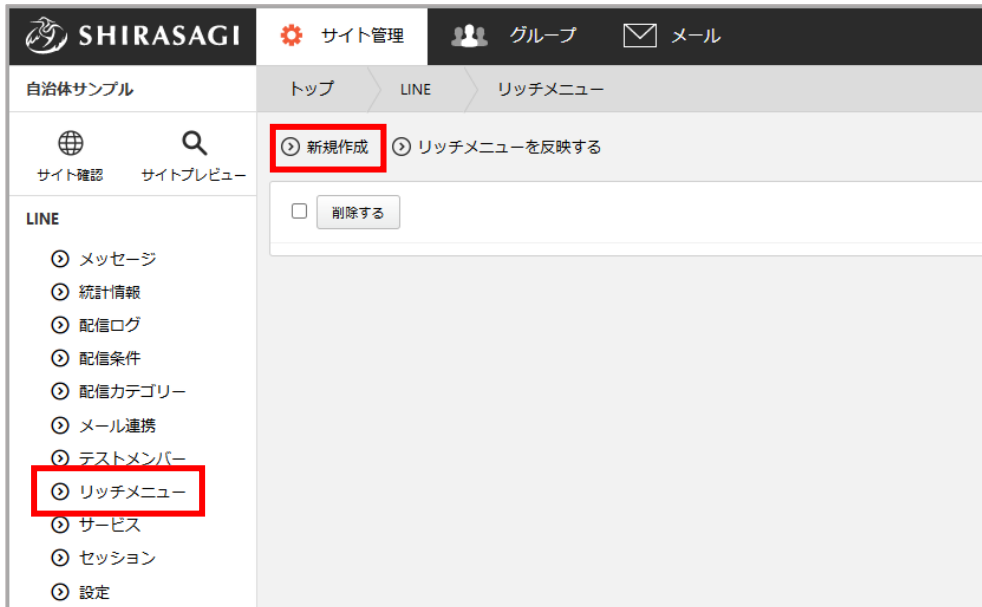 SHIRASAGI
サイト管理
グループ
メール
自治体サンプル
トップ
LINE
リッチメニュー
サイト確認
サイトプレビュー
新規作成
リッチメニューを反映する
削除する
LINE
メッセージ
統計情報
配信ログ
配信条件
配信カテゴリー
メール連携
テストメンバー
リッチメニュー
サービス
セッション
設定